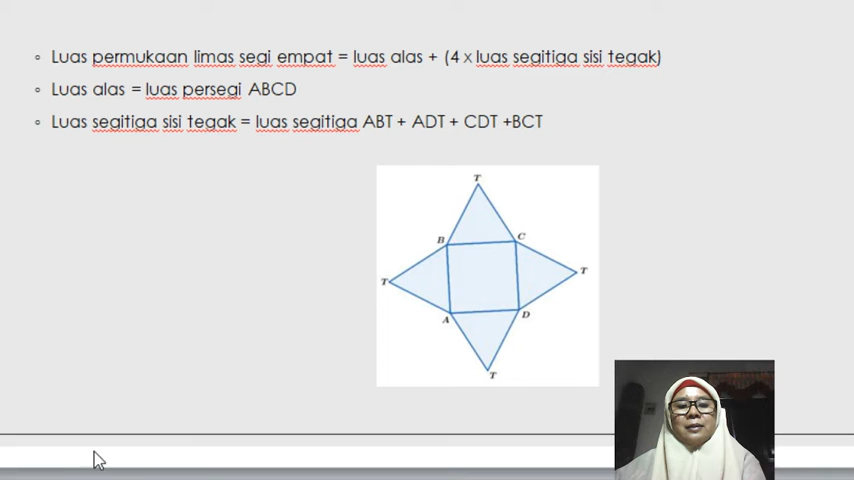 Luas permukaan limas segi empat = luas alas + (4 x luas segitiga sisi tegak)
Luas alas = luas persegi ABCD
Luas segitiga sisi tegak = luas segitiga ABT + ADT + CDT +BCT
T
B
C
T
T
A
D
T